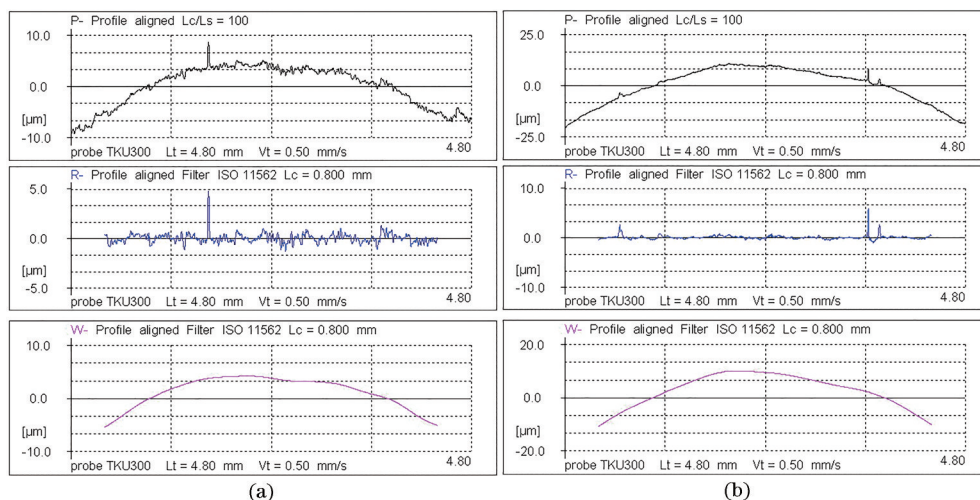 P- Profile aligned Lc/Ls = 100
10.0
0.0
[µm]
-10.0
probe TKU300 Lt = 4.80 mm Vt = 0.50 mm/s
4.80
R- Profile aligned Filter ISO 11562 Lc = 0.800 mm
5.0
0.0
[µm]
-5.0
probe TKU300 Lt = 4.80 mm Vt = 0.50 mm/s
4.80
W- Profile aligned Filter ISO 11562 Lc = 0.800 mm
10.0
0.0
[µm]
-10.0
probe TKU300 Lt = 4.80 mm Vt = 0.50 mm/s
4.80
(a)
P- Profile aligned Lc/Ls = 100
25.0
0.0
[µm]
-25.0
probe TKU300 Lt = 4.80 mm Vt = 0.50 mm/s
4.80
R- Profile aligned Filter ISO 11562 Lc = 0.800 mm
10.0
0.0
[µm]
-10.0
probe TKU300 Lt = 4.80 mm Vt = 0.50 mm/s
4.80
W- Profile aligned Filter ISO 11562 Lc = 0.800 mm
20.0
0.0
[µm]
-20.0
probe TKU300 Lt = 4.80 mm Vt = 0.50 mm/s
4.80
(b)